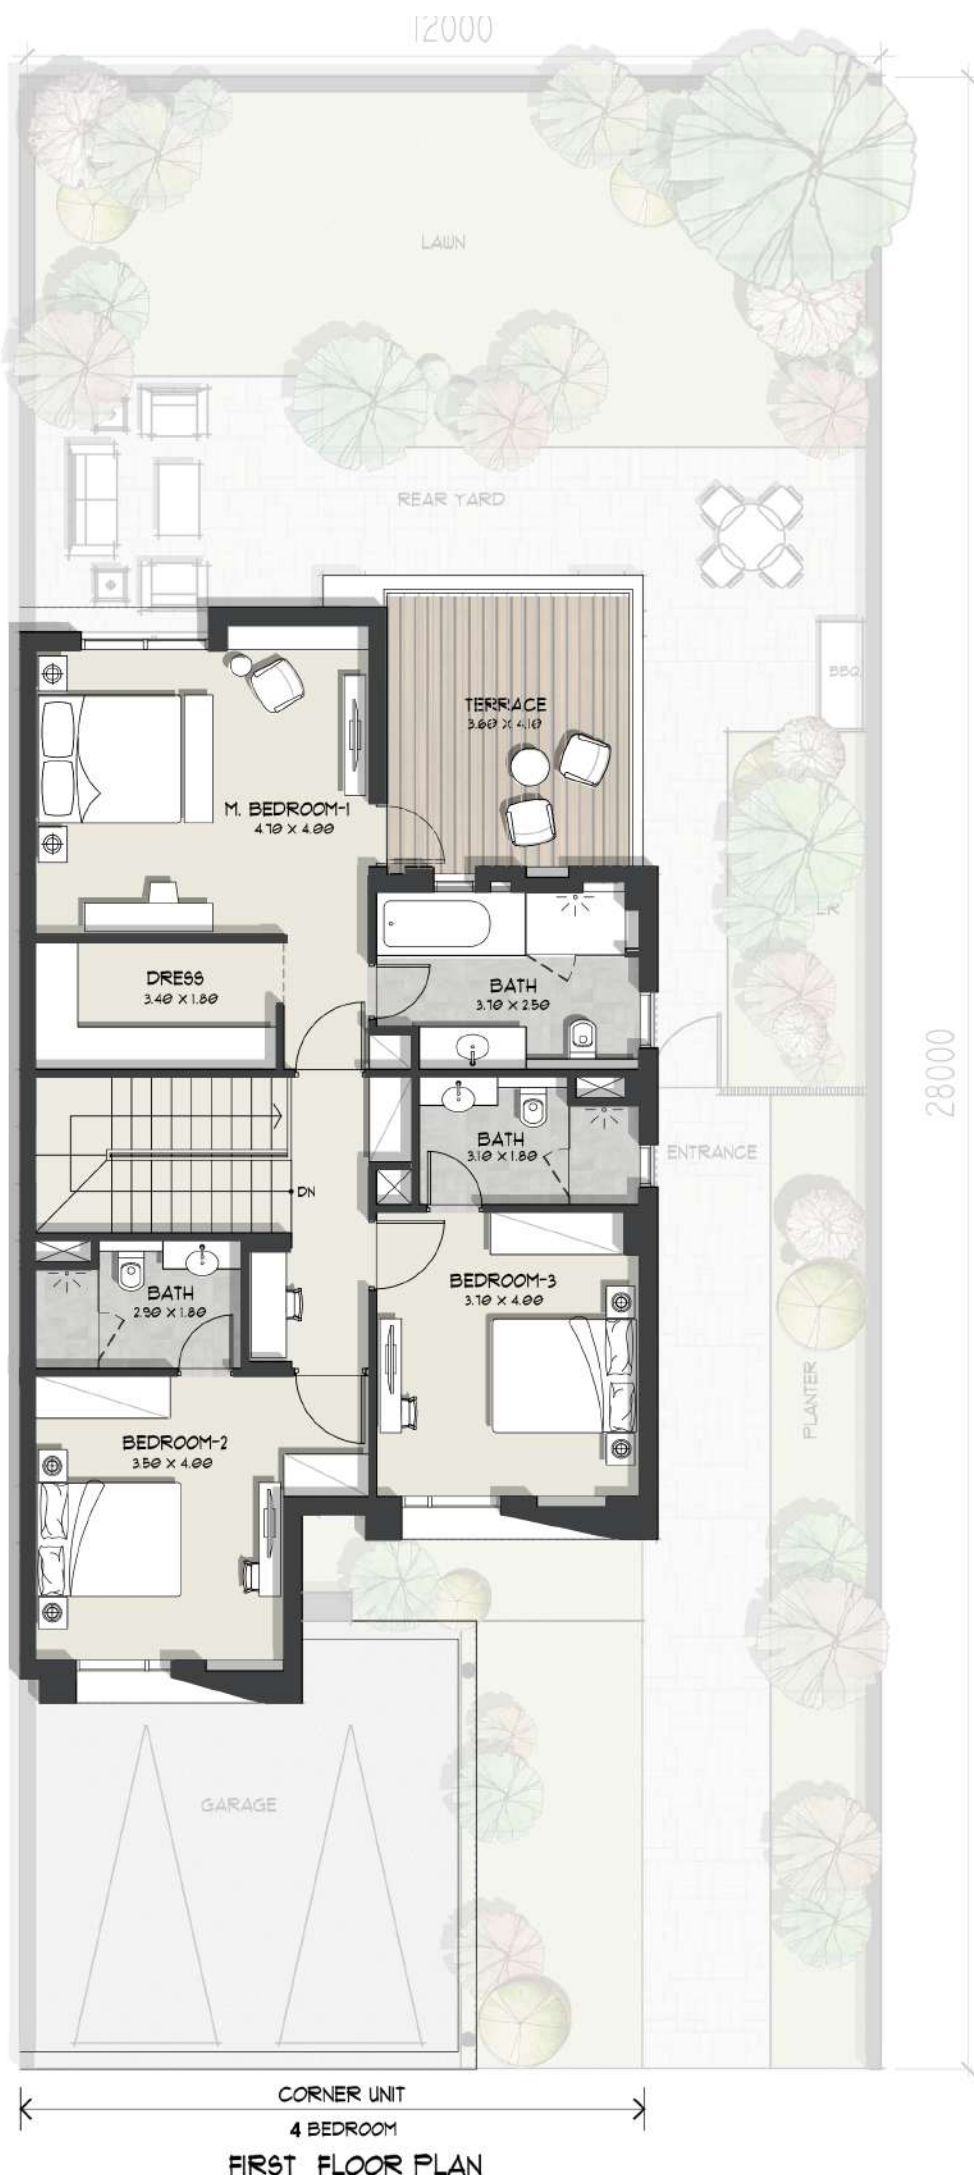 12000
LAWN
REAR YARD
BBQ
TERRACE
3.60 X 4.10
M. BEDROOM-1
4.70 X 4.00
DRESS
3.40 X 1.80
BATH
3.70 X 2.50
28000
BATH
3.10 X 1.80
ENTRANCE
DN
BATH
2.90 X 1.80
BEDROOM-3
3.70 X 4.00
PLANTER
BEDROOM-2
3.50 X 4.00
GARAGE
CORNER UNIT
4 BEDROOM
FIRST FLOOR PLAN